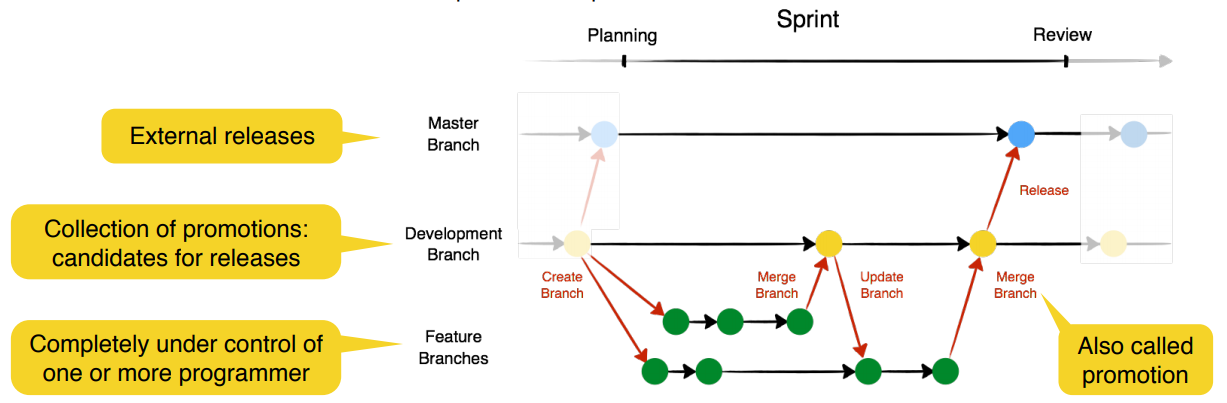 Sprint
Planning
Review
External releases
Master
Branch
Release
Collection of promotions:
candidates for releases
Development
Branch
Create
Branch
Merge
Branch
Update
Branch
Merge
Branch
Completely under control of
one or more programmer
Feature
Branches
Also called
promotion